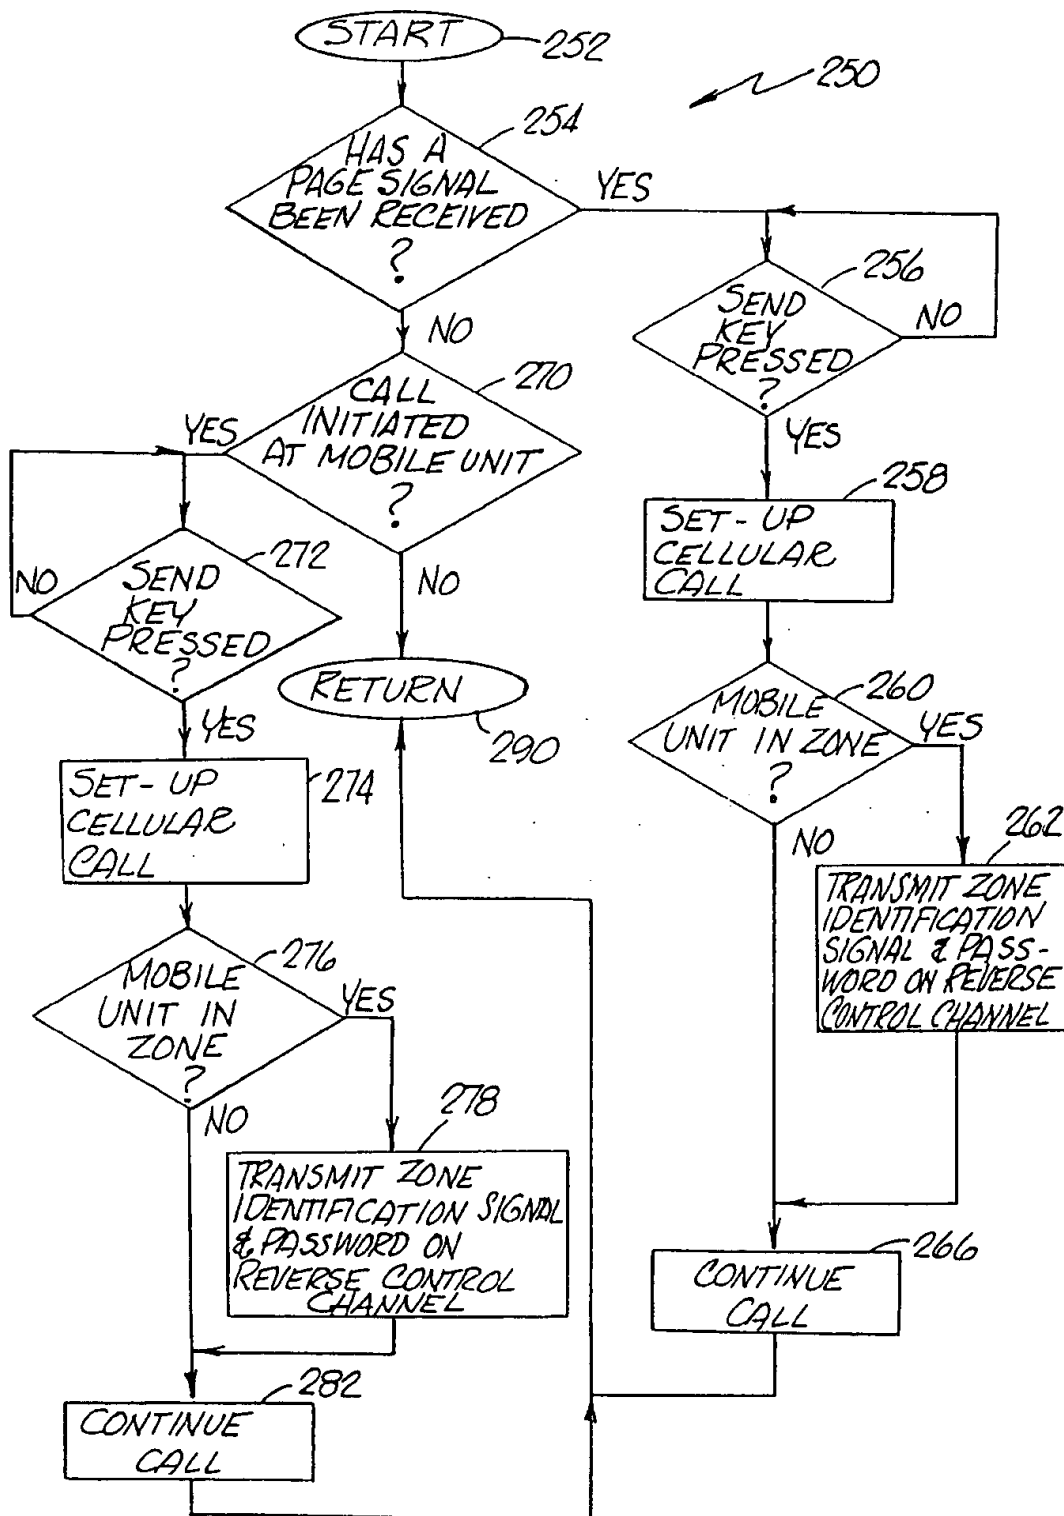 START
252
250
254
HAS A
PAGE SIGNAL
BEEN RECEIVED
?
YES
256
SEND
KEY
PRESSED
?
NO
YES
NO
270
CALL
INITIATED
AT MOBILE UNIT
?
YES
NO
258
SET-UP
CELLULAR
CALL
272
SEND
KEY
PRESSED
?
NO
YES
RETURN
290
260
MOBILE
UNIT IN ZONE
?
YES
NO
274
SET-UP
CELLULAR
CALL
262
TRANSMIT ZONE
IDENTIFICATION
SIGNAL & PASS-
WORD ON REVERSE
CONTROL CHANNEL
276
MOBILE
UNIT IN
ZONE
?
YES
NO
278
TRANSMIT ZONE
IDENTIFICATION SIGNAL
& PASSWORD ON
REVERSE CONTROL
CHANNEL
266
CONTINUE
CALL
282
CONTINUE
CALL